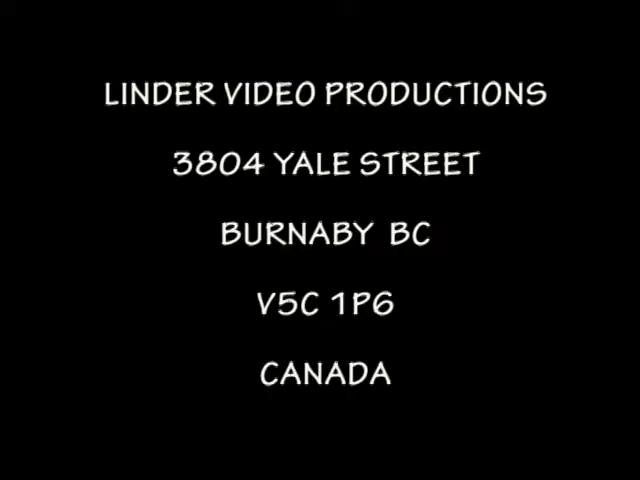 LINDER VIDEO PRODUCTIONS
3804 YALE STREET
BURNABY BC
V5C 1P6
CANADA